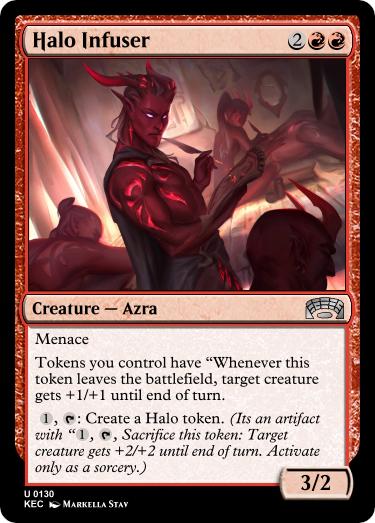 Halo Infuser 2
Creature — Azra
Menace
Tokens you control have “Whenever this
token leaves the battlefield, target creature
gets +1/+1 until end of turn.
1, : Create a Halo token. (Its an artifact
with “1, , Sacrifice this token: Target
creature gets +2/+2 until end of turn. Activate
only as a sorcery.)
3/2
U 0130
KEC Markella Stav